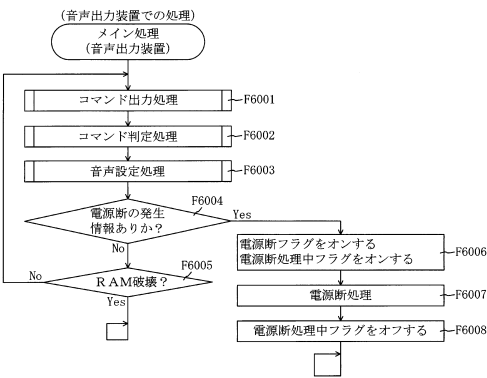 (音声出力装置での処理)
メイン処理
(音声出力装置)
コマンド出力処理
F6001
コマンド判定処理
F6002
音声設定処理
F6003
電源断の発生
情報ありか？
F6004
Yes
No
電源断フラグをオンする
電源断処理中フラグをオンする
F6006
RAM破壊？
F6005
No
Yes
電源断処理
F6007
電源断処理中フラグをオフする
F6008